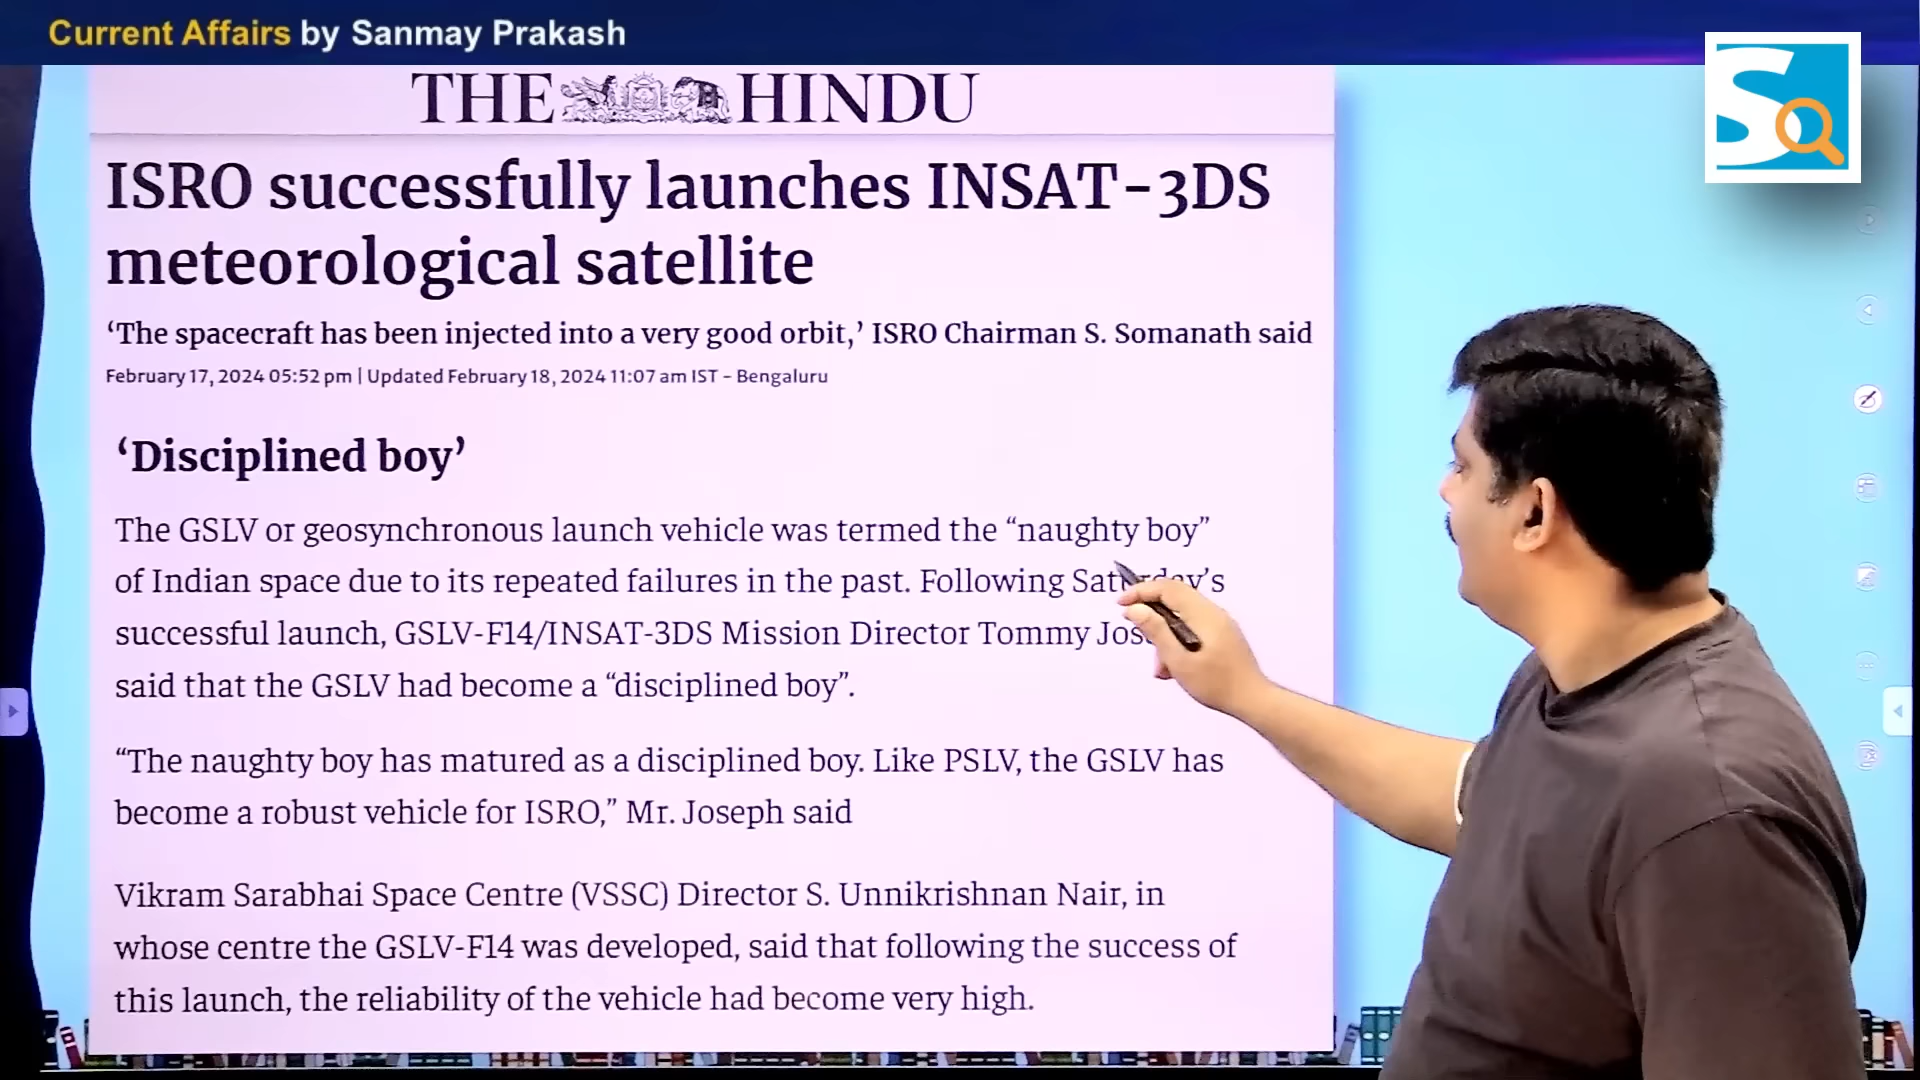 Current Affairs by Sanmay Prakash
THE HINDU
ISRO successfully launches INSAT-3DS
meteorological satellite
‘The spacecraft has been injected into a very good orbit,’ ISRO Chairman S. Somanath said
February 17, 2024 05:52 pm | Updated February 18, 2024 11:07 am IST - Bengaluru
‘Disciplined boy’
The GSLV or geosynchronous launch vehicle was termed the “naughty boy”
of Indian space due to its repeated failures in the past. Following Saturday’s
successful launch, GSLV-F14/INSAT-3DS Mission Director Tommy
said that the GSLV had become a “disciplined boy”.
“The naughty boy has matured as a disciplined boy. Like PSLV, the GSLV has
become a robust vehicle for ISRO,” Mr. Joseph said
Vikram Sarabhai Space Centre (VSSC) Director S. Unnikrishnan Nair, in
whose centre the GSLV-F14 was developed, said that following the success of
this launch, the reliability of the vehicle had become very high.